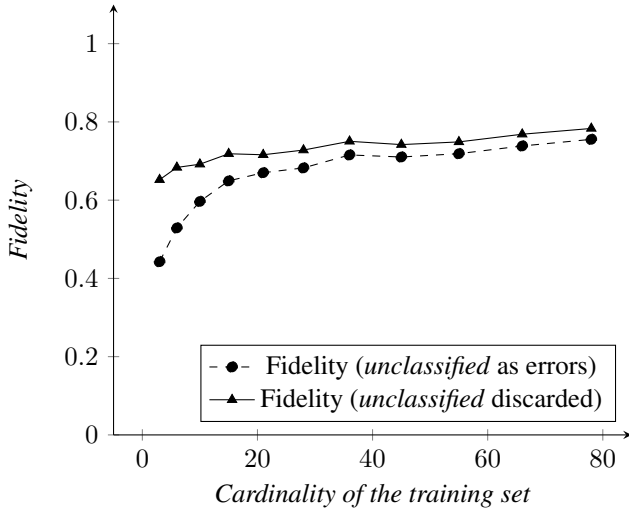 1
0.8
0.6
0.4
0.2
0
Fidelity
Fidelity (unclassified as errors)
Fidelity (unclassified discarded)
0 20 40 60 80
Cardinality of the training set